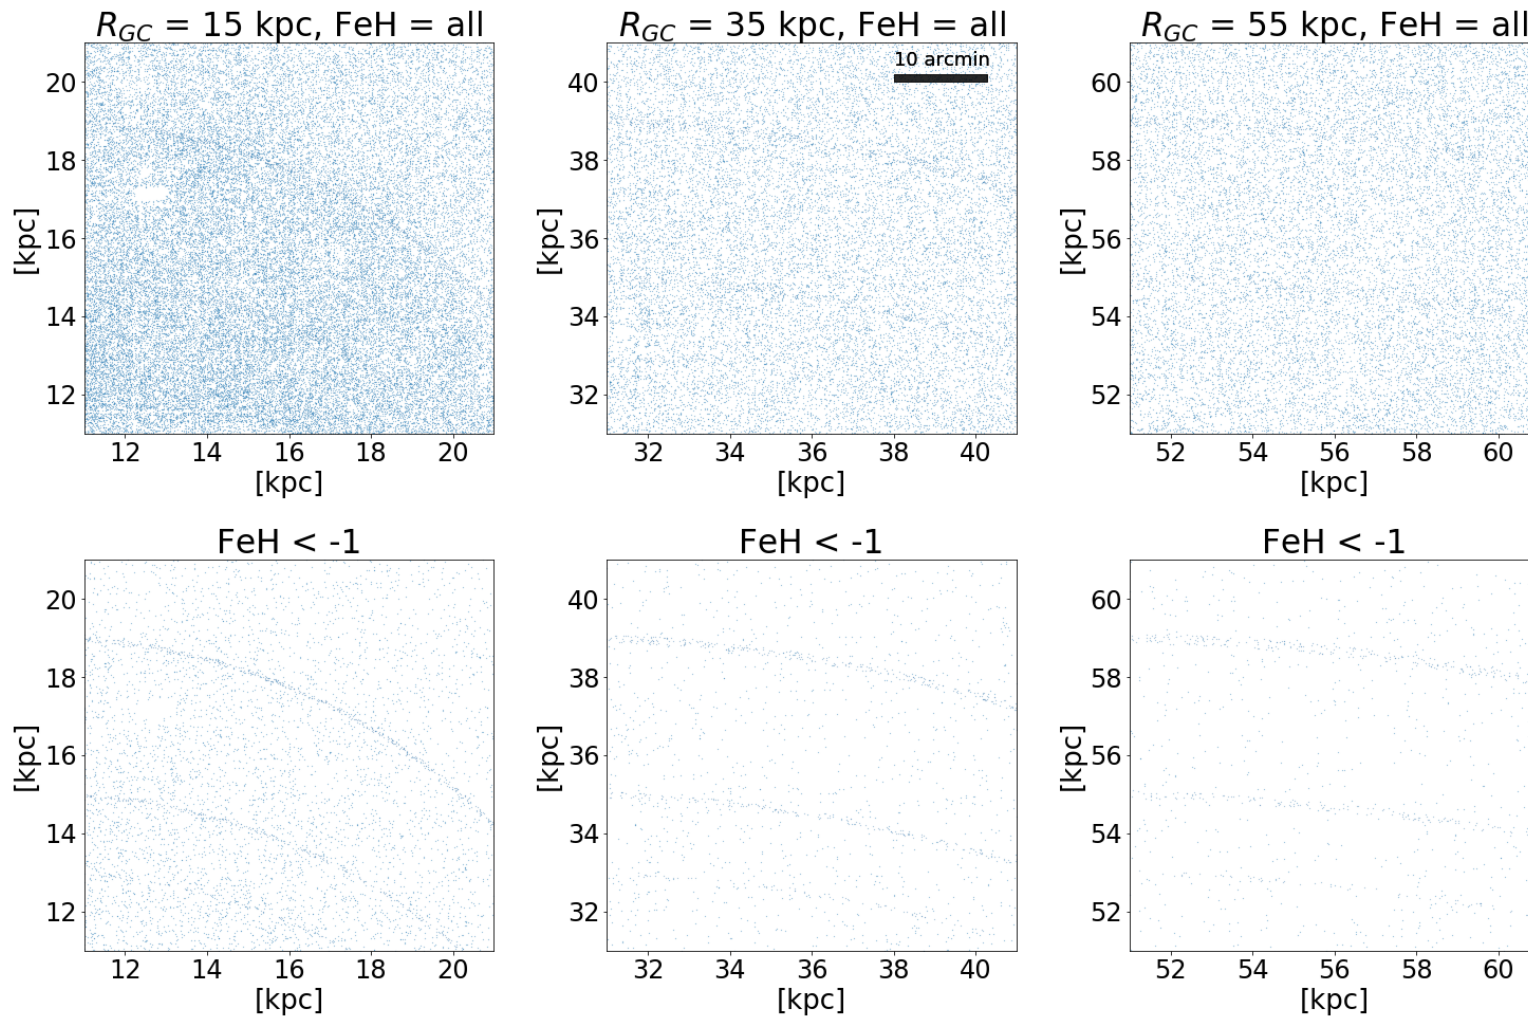 R_GC = 15 kpc, FeH = all
R_GC = 35 kpc, FeH = all
R_GC = 55 kpc, FeH = all
20
18
16
14
12
[kpc]
12 14 16 18 20
[kpc]
10 arcmin
40
38
36
34
32
[kpc]
32 34 36 38 40
[kpc]
60
58
56
54
52
[kpc]
52 54 56 58 60
[kpc]
FeH < -1
20
18
16
14
12
[kpc]
12 14 16 18 20
[kpc]
FeH < -1
40
38
36
34
32
[kpc]
32 34 36 38 40
[kpc]
FeH < -1
60
58
56
54
52
[kpc]
52 54 56 58 60
[kpc]